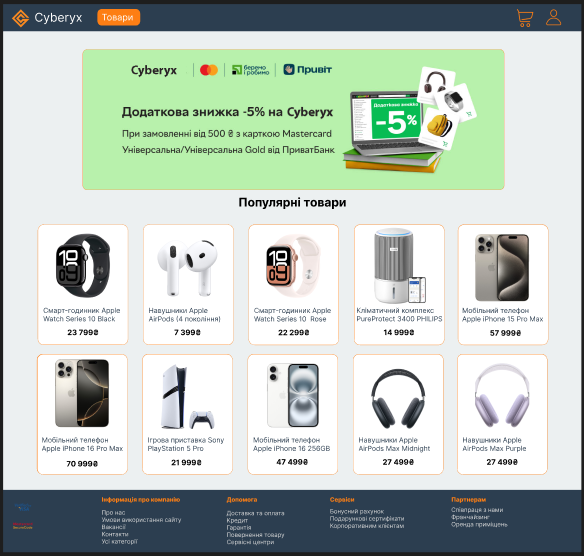 Cyberyx Товари
Cyberyx беремо і робимо Привіт
Додаткова знижка -5% на Cyberyx
При замовленні від 500 ₴ з карткою Mastercard
Універсальна/Універсальна Gold від ПриватБанк
Додаткова знижка
-5%
Популярні товари
Смарт-годинник Apple
Watch Series 10 Black
23 799₴
Навушники Apple
AirPods (4 покоління)
7 399₴
Смарт-годинник Apple
Watch Series 10 Rose
22 299₴
Кліматичний комплекс
PureProtect 3400 PHILIPS
14 999₴
Мобільний телефон
Apple iPhone 15 Pro Max
57 999₴
Мобільний телефон
Apple iPhone 16 Pro Max
70 999₴
Ігрова приставка Sony
PlayStation 5 Pro
21 999₴
Мобільний телефон
Apple iPhone 16 256GB
47 499₴
Навушники Apple
AirPods Max Midnight
27 499₴
Навушники Apple
AirPods Max Purple
27 499₴
Інформація про компанію
Про нас
Умови використання сайту
Вакансії
Контакти
Усі категорії
Допомога
Доставка та оплата
Кредит
Гарантія
Повернення товару
Сервісні центри
Сервіси
Бонусний рахунок
Подарункові сертифікати
Корпоративним клієнтам
Партнерам
Співпраця з нами
Франчайзинг
Оренда приміщень